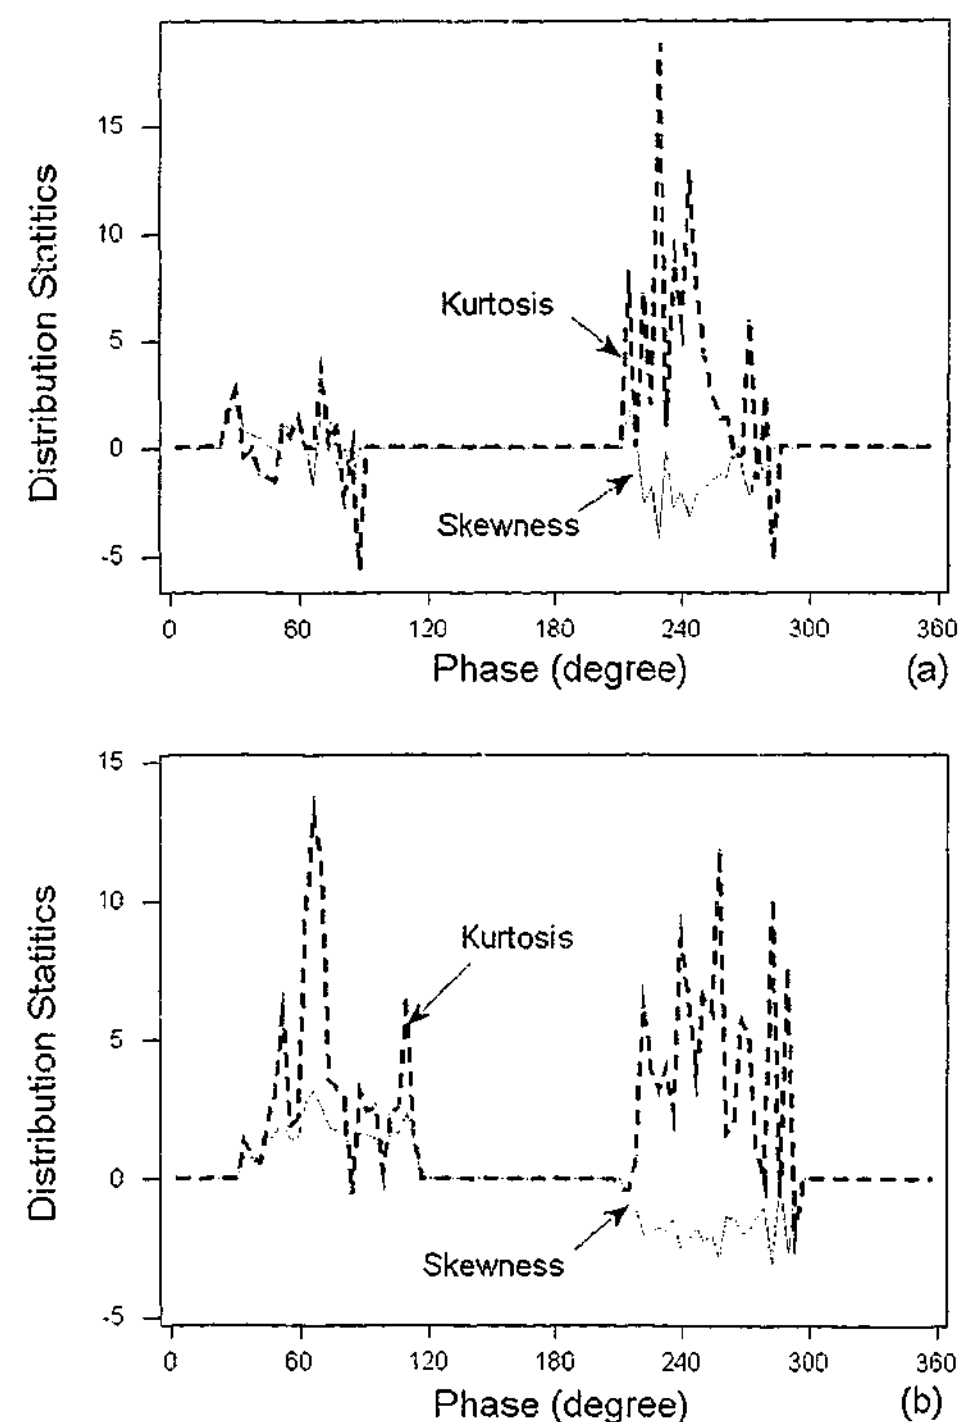 15
10
5
0
-5
Distribution Statitics
Kurtosis
Skewness
0 60 120 180 240 300 360
Phase (degree)
(a)
15
10
5
0
-5
Distribution Statitics
Kurtosis
Skewness
0 60 120 180 240 300 360
Phase (degree)
(b)